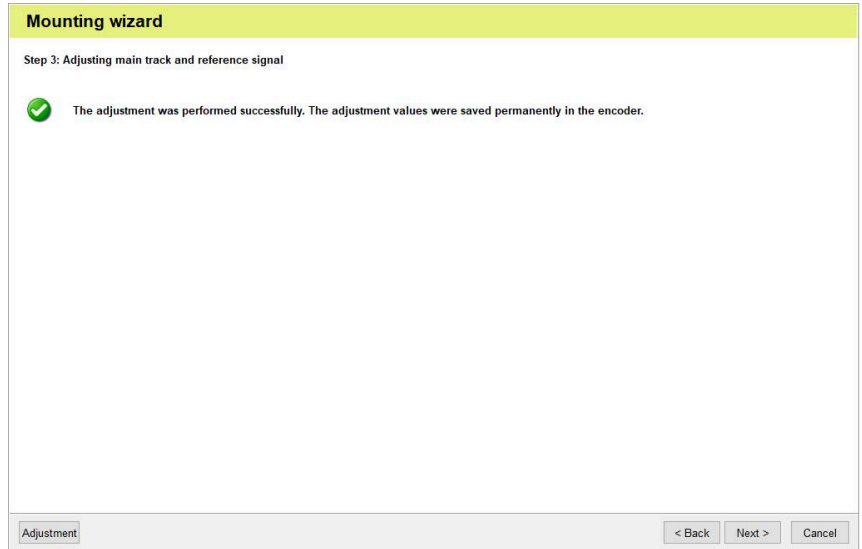 Mounting wizard
Step 3: Adjusting main track and reference signal
The adjustment was performed successfully. The adjustment values were saved permanently in the encoder.
Adjustment
< Back
Next >
Cancel